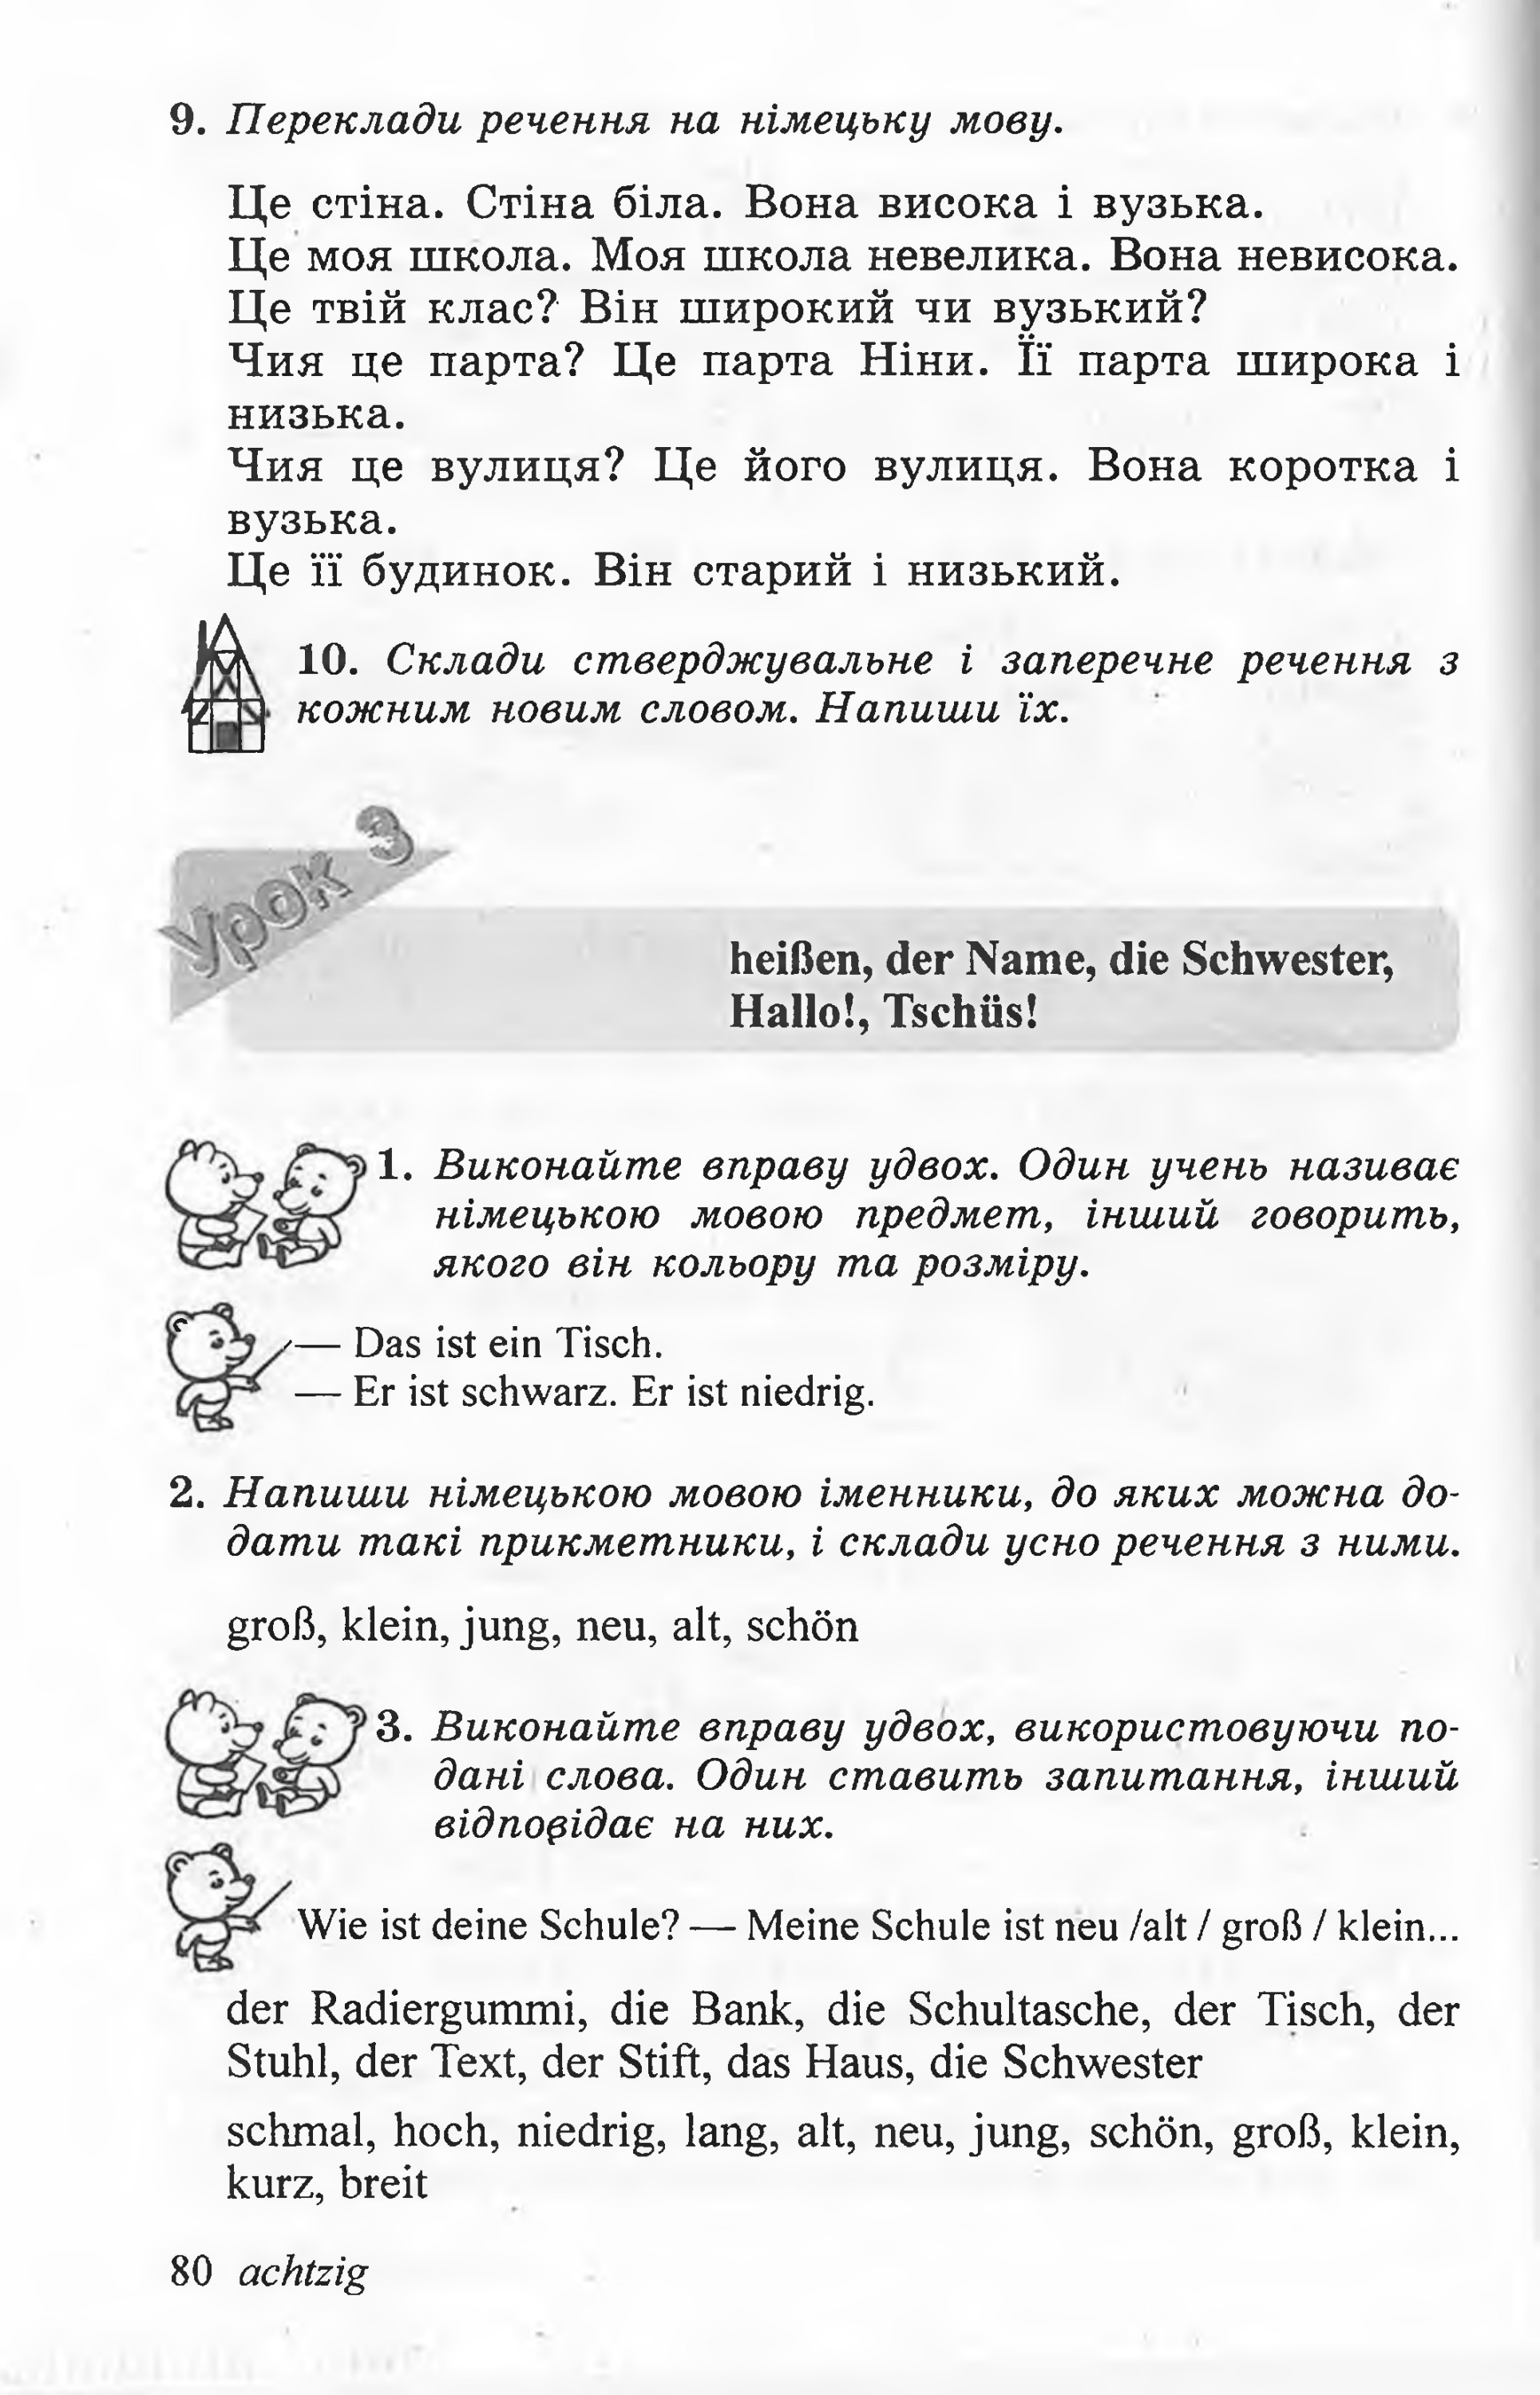 9. Переклади речення на німецьку мову.
Це стіна. Стіна біла. Вона висока і вузька.
Це моя школа. Моя школа невелика. Вона невисока.
Це твій клас? Він широкий чи вузький?
Чия це парта? Це парта Ніни. Її парта широка і
низька.
Чия це вулиця? Це його вулиця. Вона коротка і
вузька.
Це її будинок. Він старий і низький.
10. Склади стверджувальне і заперечне речення з
кожним новим словом. Напиши їх.
Урок 3
heißen, der Name, die Schwester,
Hallo!, Tschüs!
1. Виконайте вправу удвох. Один учень називає
німецькою мовою предмет, інший говорить,
якого він кольору та розміру.
— Das ist ein Tisch.
— Er ist schwarz. Er ist niedrig.
2. Напиши німецькою мовою іменники, до яких можна до-
дати такі прикметники, і склади усно речення з ними.
groß, klein, jung, neu, alt, schön
3. Виконайте вправу удвох, використовуючи по-
дані слова. Один ставить запитання, інший
відповідає на них.
Wie ist deine Schule? — Meine Schule ist neu /alt / groß / klein...
der Radiergummi, die Bank, die Schultasche, der Tisch, der
Stuhl, der Text, der Stift, das Haus, die Schwester
schmal, hoch, niedrig, lang, alt, neu, jung, schön, groß, klein,
kurz, breit
80 achtzig